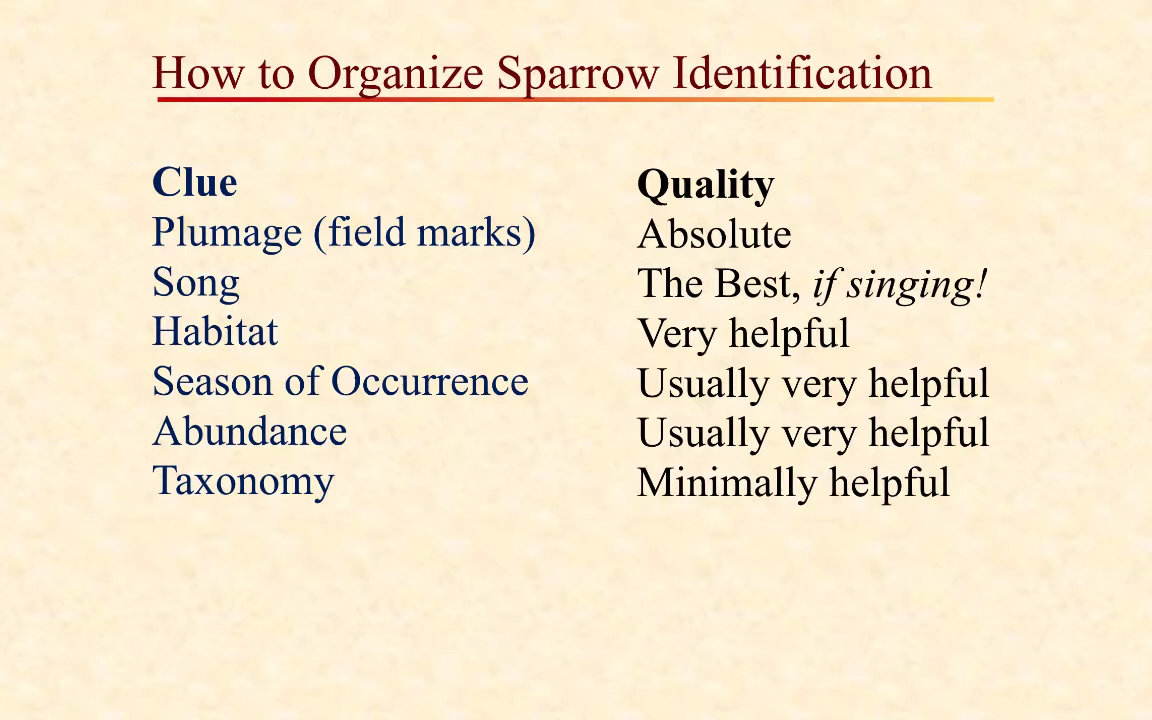 How to Organize Sparrow Identification
Clue
Plumage (field marks)
Song
Habitat
Season of Occurrence
Abundance
Taxonomy
Quality
Absolute
The Best, if singing!
Very helpful
Usually very helpful
Usually very helpful
Minimally helpful